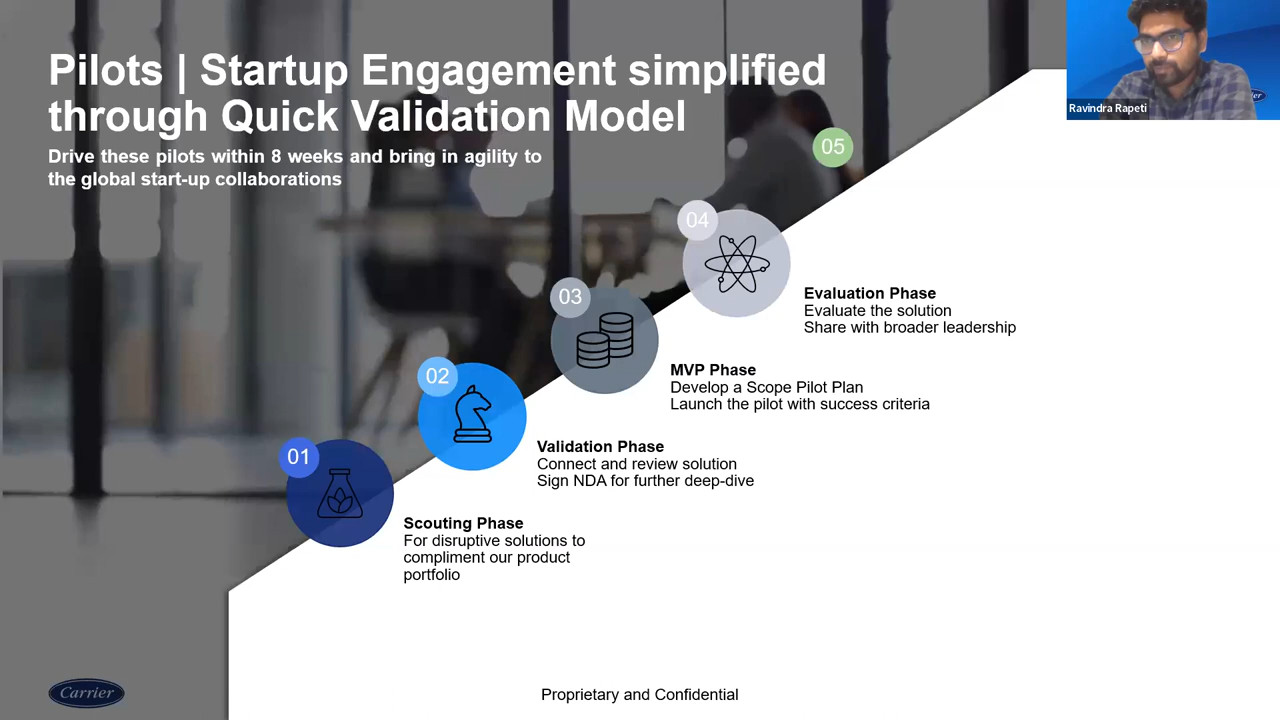 Pilots | Startup Engagement simplified
through Quick Validation Model
Drive these pilots within 8 weeks and bring in agility to
the global start-up collaborations
Ravindra Rapeti
05
04
Evaluation Phase
Evaluate the solution
Share with broader leadership
03
MVP Phase
Develop a Scope Pilot Plan
Launch the pilot with success criteria
02
Validation Phase
Connect and review solution
Sign NDA for further deep-dive
01
Scouting Phase
For disruptive solutions to
compliment our product
portfolio
Carrier
Proprietary and Confidential